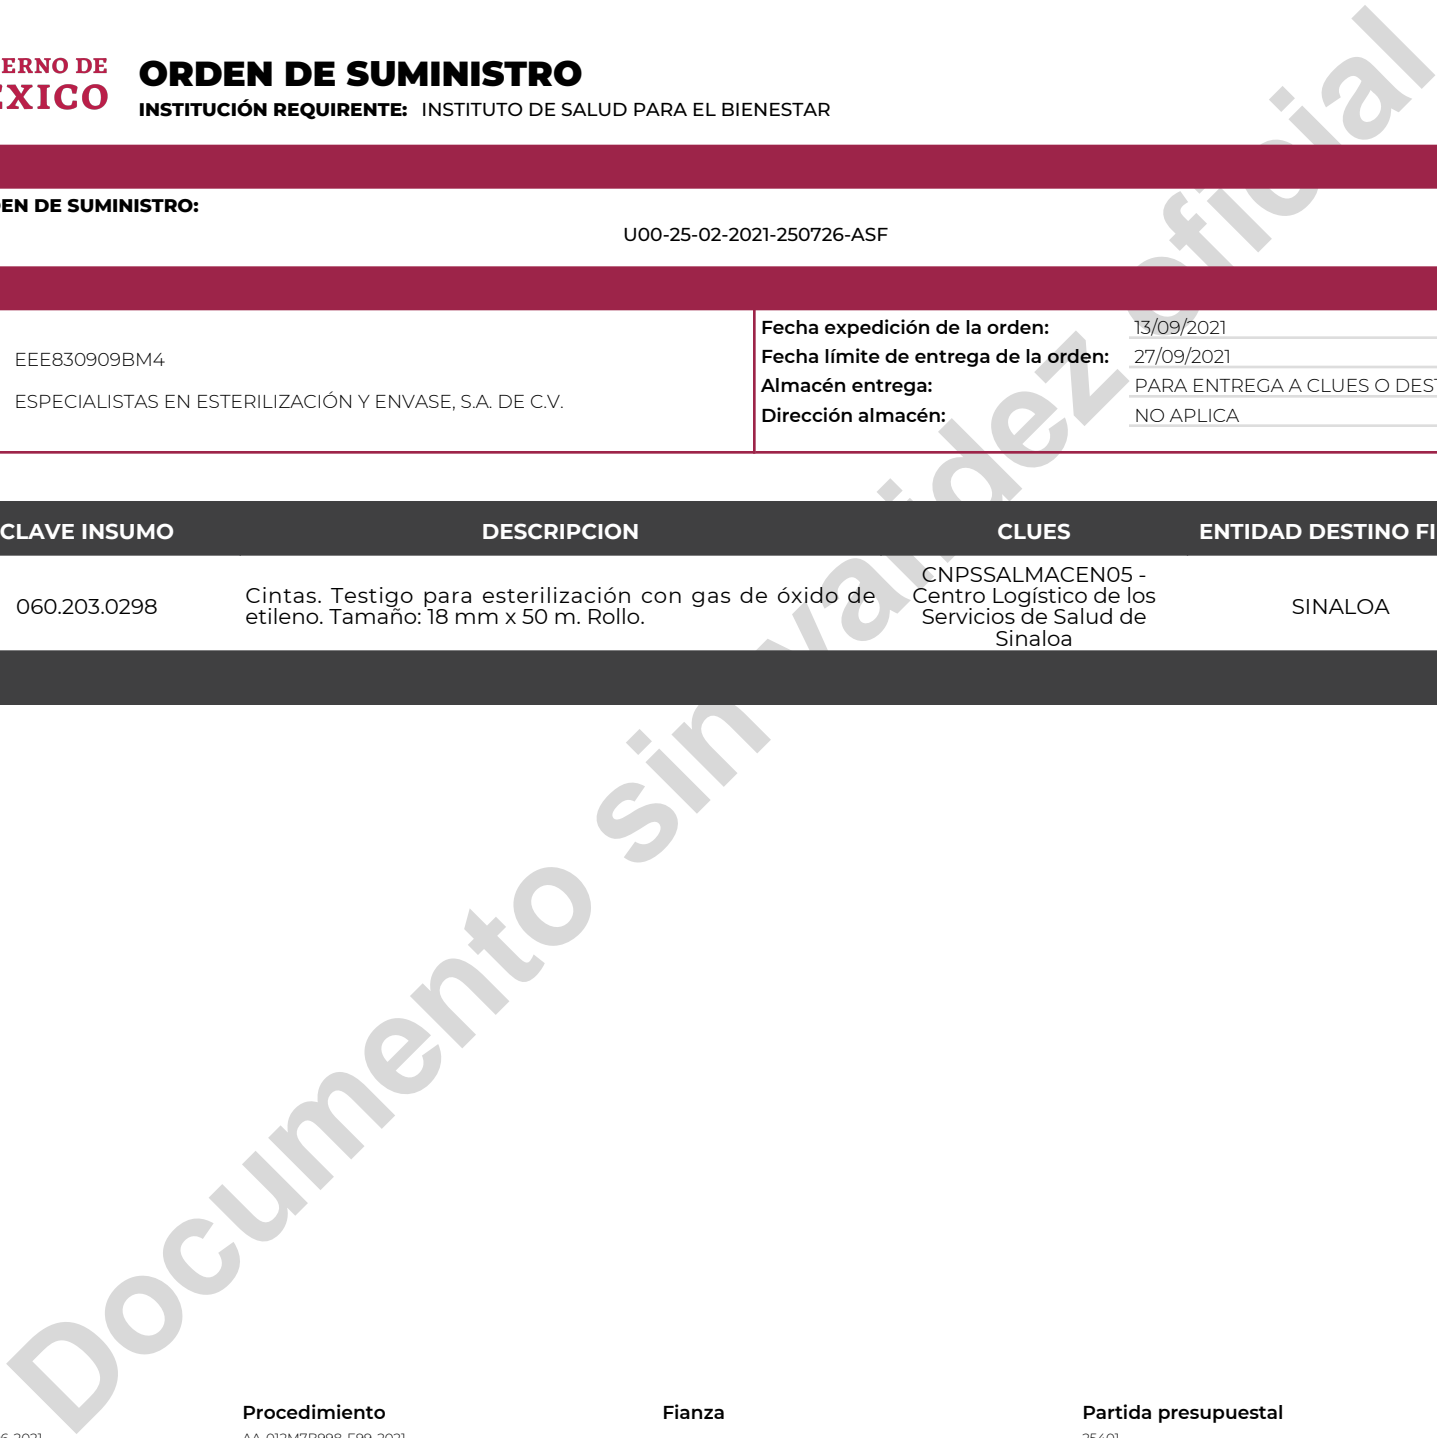 ERNO DE
EXICO
ORDEN DE SUMINISTRO
INSTITUCIÓN REQUIRENTE: INSTITUTO DE SALUD PARA EL BIENESTAR
EN DE SUMINISTRO:
U00-25-02-2021-250726-ASF
EEE830909BM4
ESPECIALISTAS EN ESTERILIZACIÓN Y ENVASE, S.A. DE C.V.
Fecha expedición de la orden: 13/09/2021
Fecha límite de entrega de la orden: 27/09/2021
Almacén entrega: PARA ENTREGA A CLUES O DEST
Dirección almacén: NO APLICA
CLAVE INSUMO DESCRIPCION CLUES ENTIDAD DESTINO FI
060.203.0298
Cintas. Testigo para esterilización con gas de óxido de
etileno. Tamaño: 18 mm x 50 m. Rollo.
CNPSSALMACEN05 -
Centro Logístico de los
Servicios de Salud de
Sinaloa
SINALOA
Documento sin validez oficial
Procedimiento Fianza Partida presupuestal